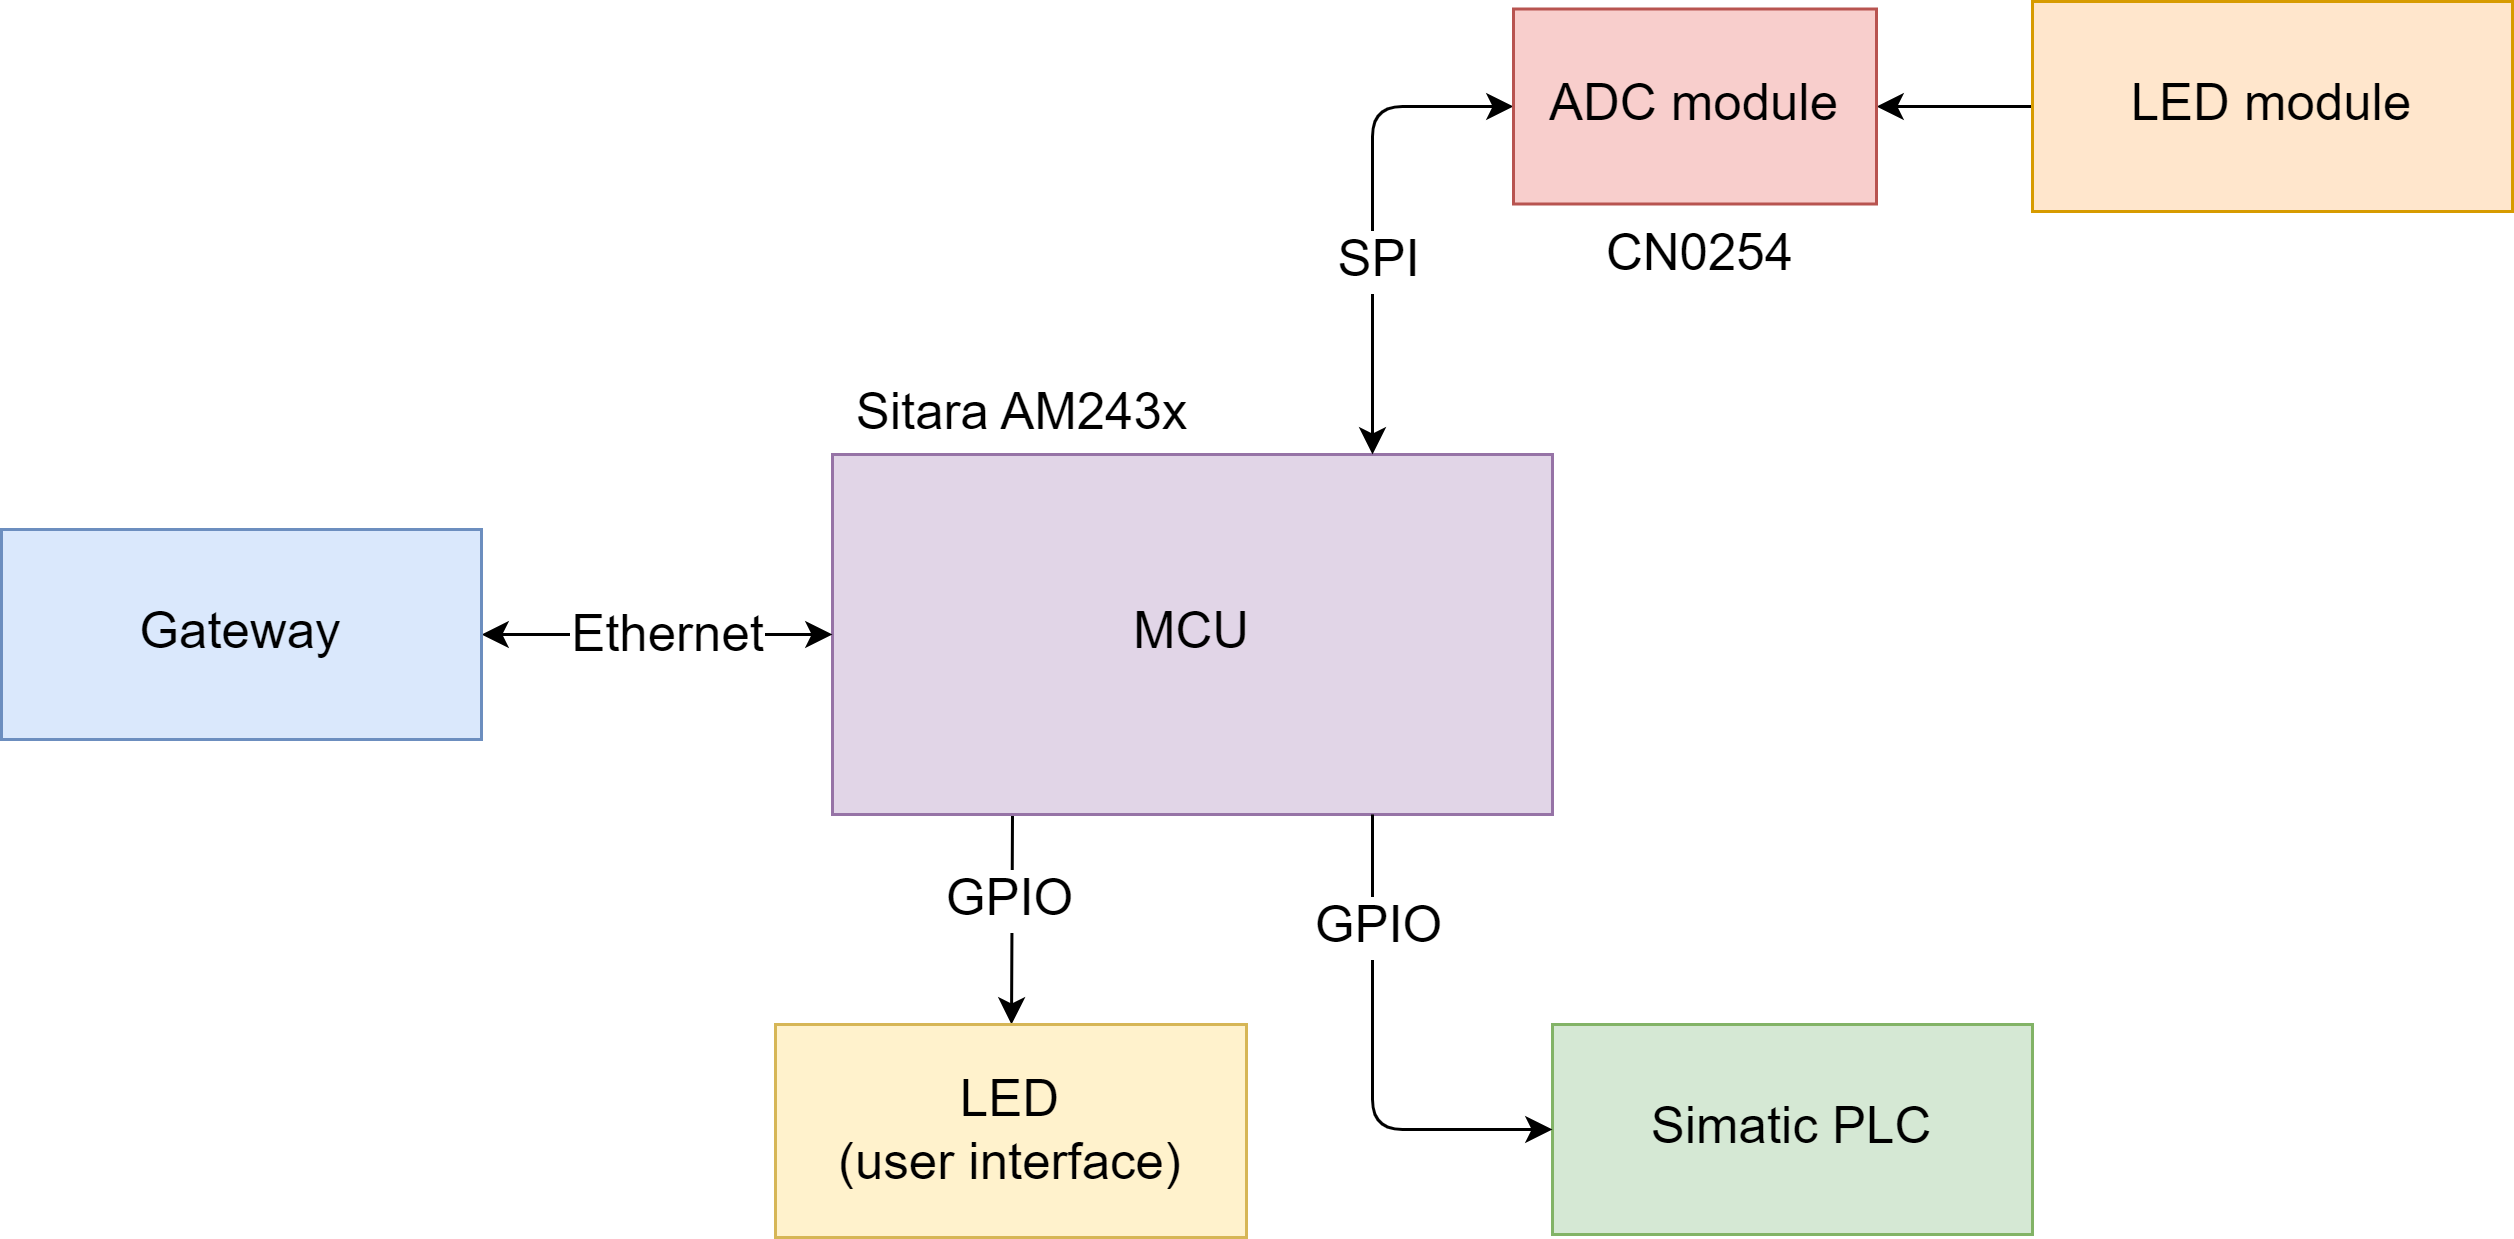 ADC module
LED module
SPI
CN0254
Sitara AM243x
Gateway
Ethernet
MCU
GPIO
GPIO
LED
(user interface)
Simatic PLC